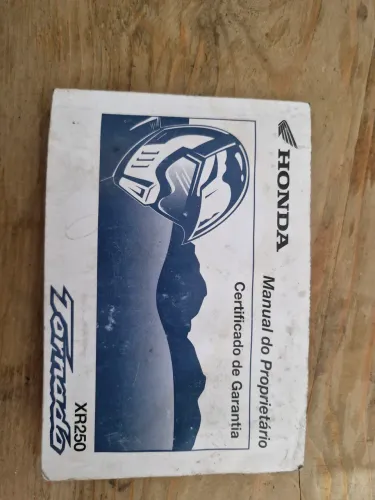 HONDA
Manual do Proprietário
Certificado de Garantia
XR250
Tornado